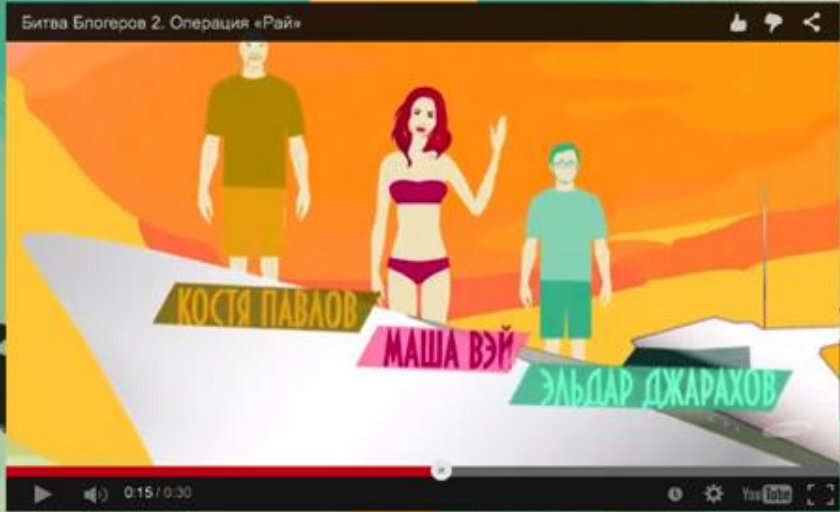 Битва Блогеров 2. Операция «Рай»
КОСТЯ ПАВЛОВ
МАША ВЭЙ
ЭЛЬДАР ДЖАРАХОВ
0:15 / 0:30
YouTube